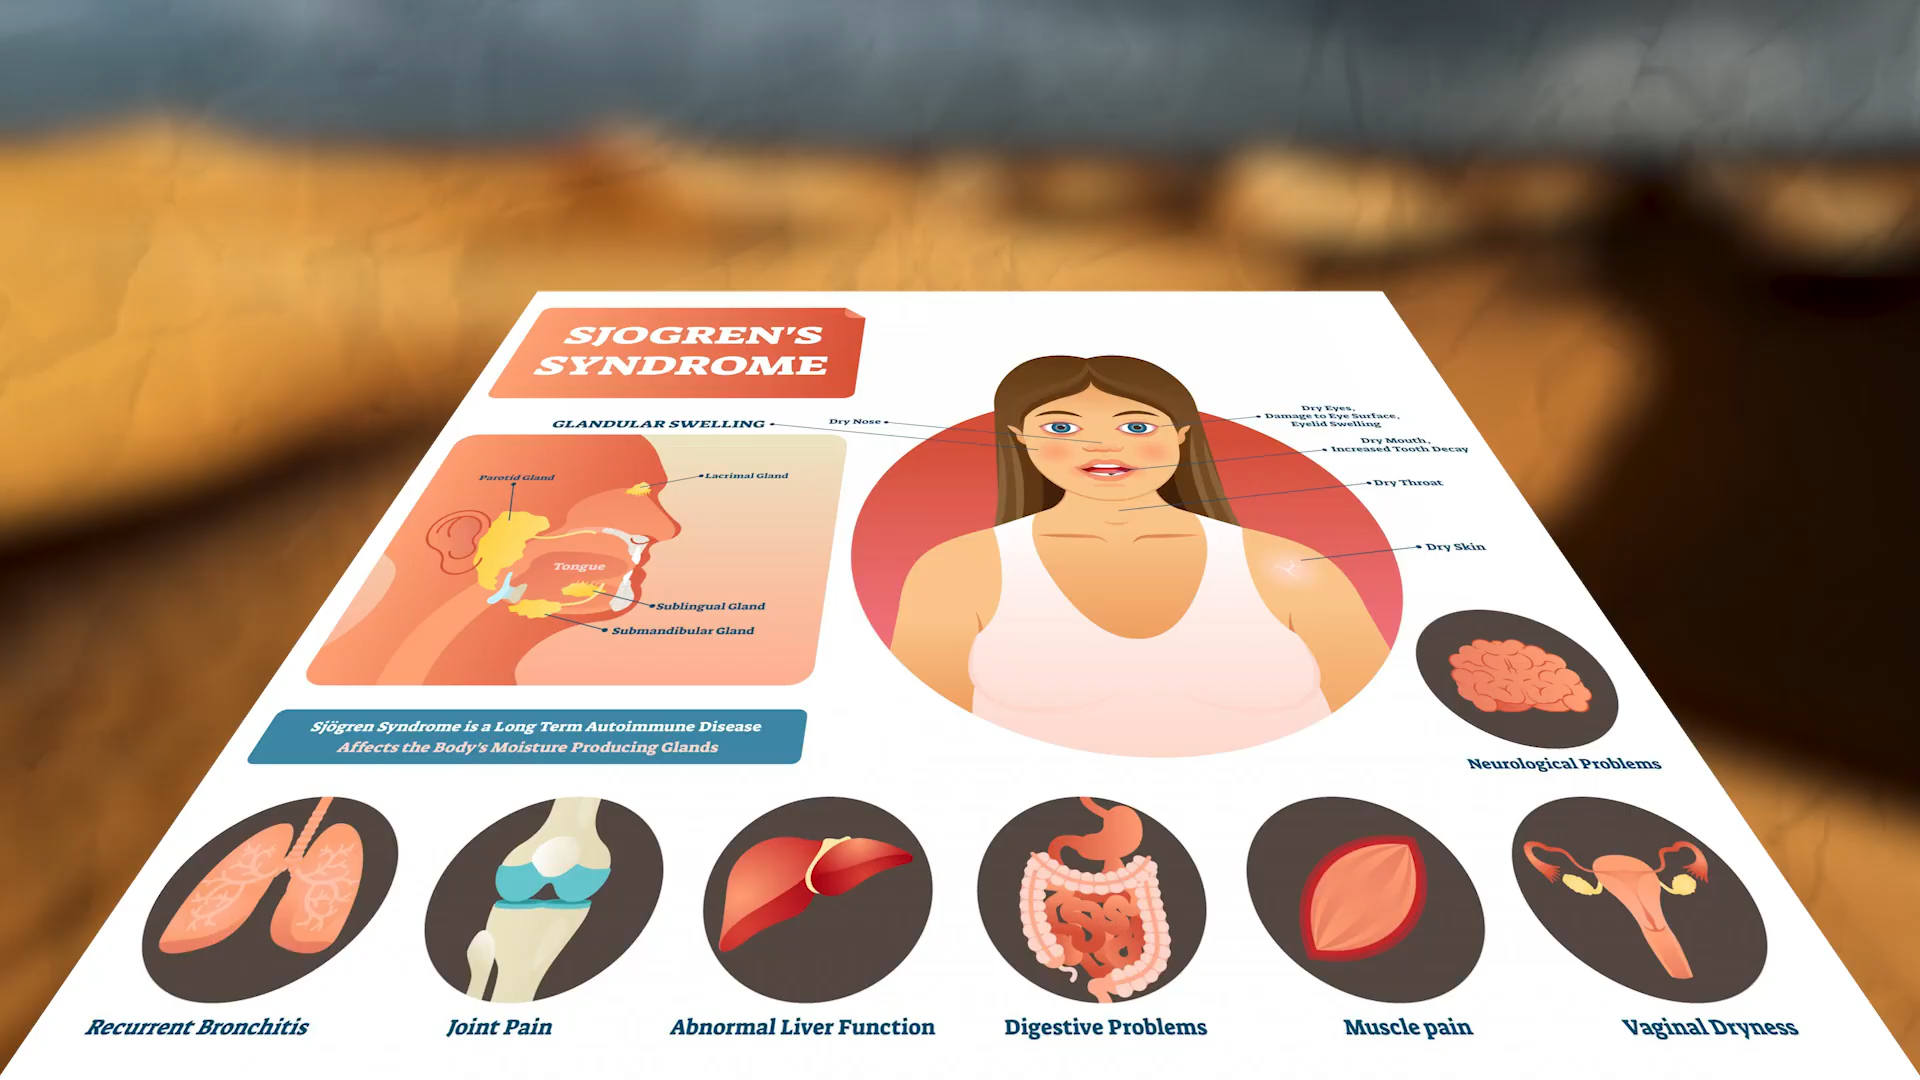 SJOGREN'S
SYNDROME
GLANDULAR SWELLING
Parotid Gland
Lacrimal Gland
Tongue
Sublingual Gland
Submandibular Gland
Sjögren Syndrome is a Long Term Autoimmune Disease
Affects the Body's Moisture Producing Glands
Dry Nose
Dry Eyes,
Damage to Eye Surface,
Eyelid Swelling
Dry Mouth,
Increased Tooth Decay
Dry Throat
Dry Skin
Neurological Problems
Recurrent Bronchitis
Joint Pain
Abnormal Liver Function
Digestive Problems
Muscle pain
Vaginal Dryness